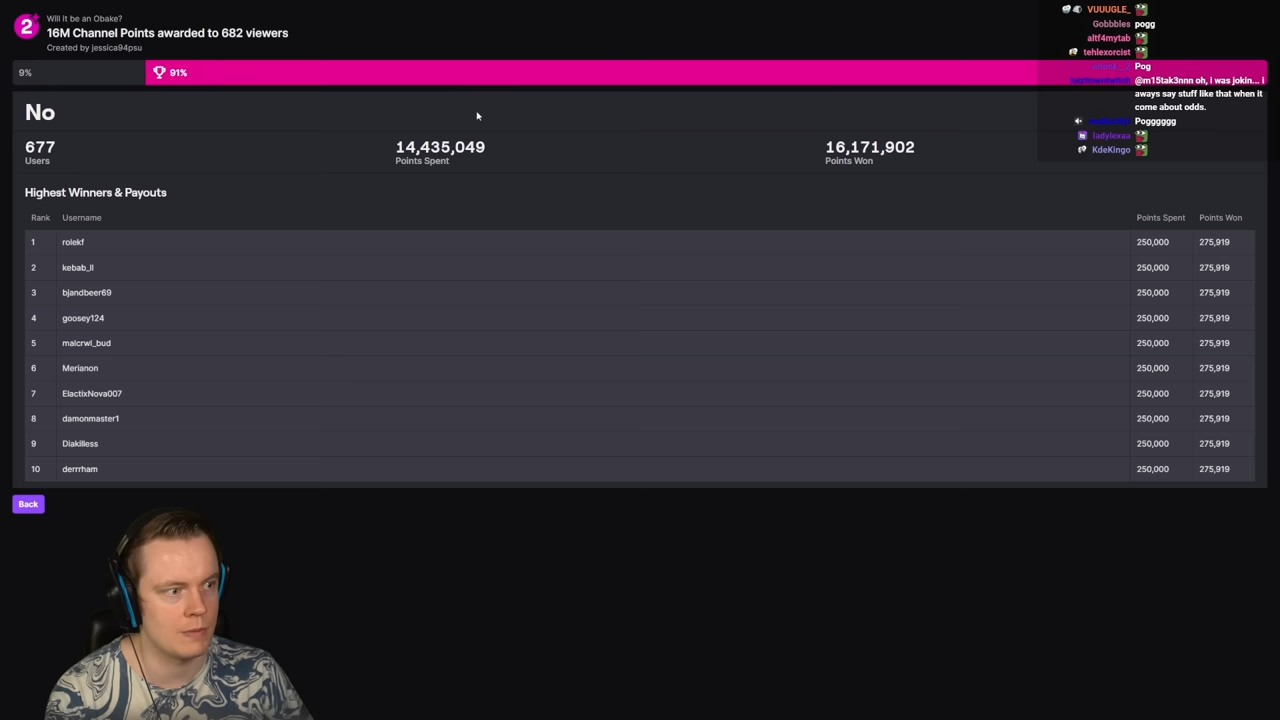 2
Will it be an Obake?
16M Channel Points awarded to 682 viewers
Created by jessica94psu
9%
91%
No
677
Users
14,435,049
Points Spent
16,171,902
Points Won
Highest Winners & Payouts
Rank Username Points Spent Points Won
1 rolekf 250,000 275,919
2 kebab_ll 250,000 275,919
3 bjandbeer69 250,000 275,919
4 goosey124 250,000 275,919
5 malcrwl_bud 250,000 275,919
6 Merianon 250,000 275,919
7 ElactixNova007 250,000 275,919
8 damonmaster1 250,000 275,919
9 Diakilless 250,000 275,919
10 derrrham 250,000 275,919
Back
VUUUGLE_
Gobbbles pogg
altf4mytab
tehlexorcist
Pog
@m15tak3nnn oh, i was jokin... i
aways say stuff like that when it
come about odds.
Pogggggg
ladylexaa
KdeKingo